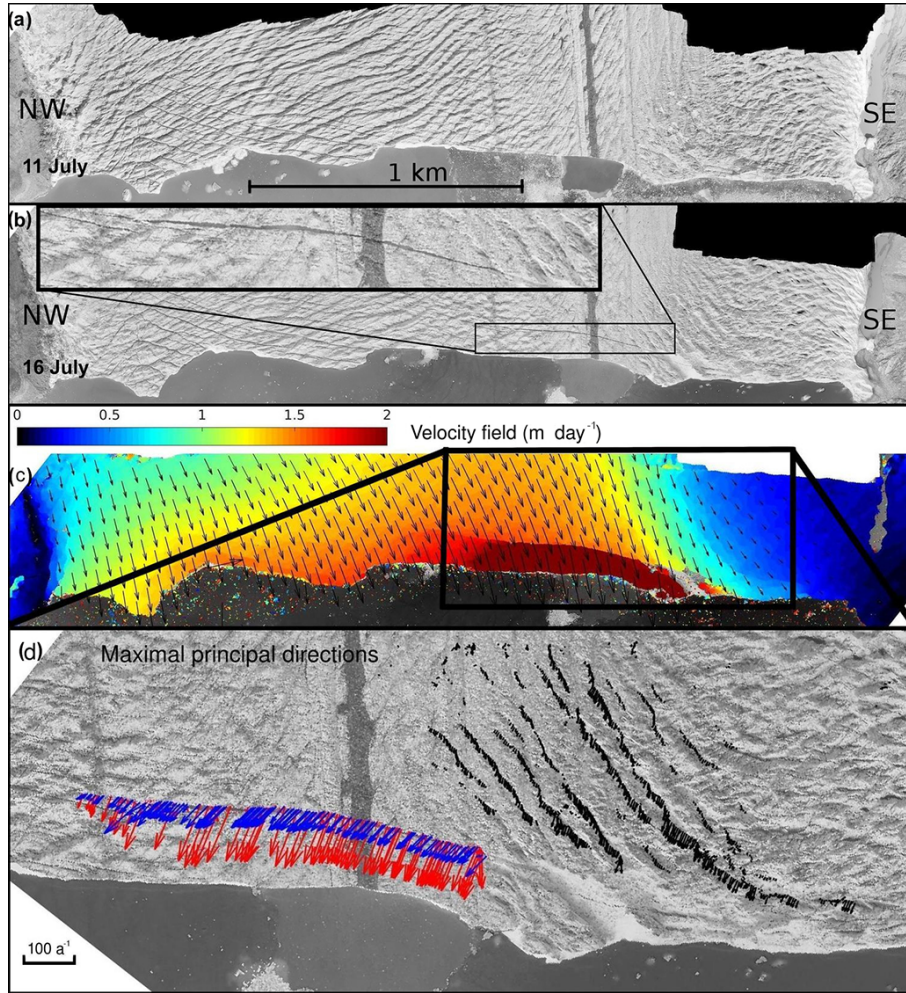 (a)
NW
SE
11 July
1 km
(b)
NW
SE
16 July
0 0.5 1 1.5 2
Velocity field (m day-1)
(c)
(d) Maximal principal directions
100 a-1